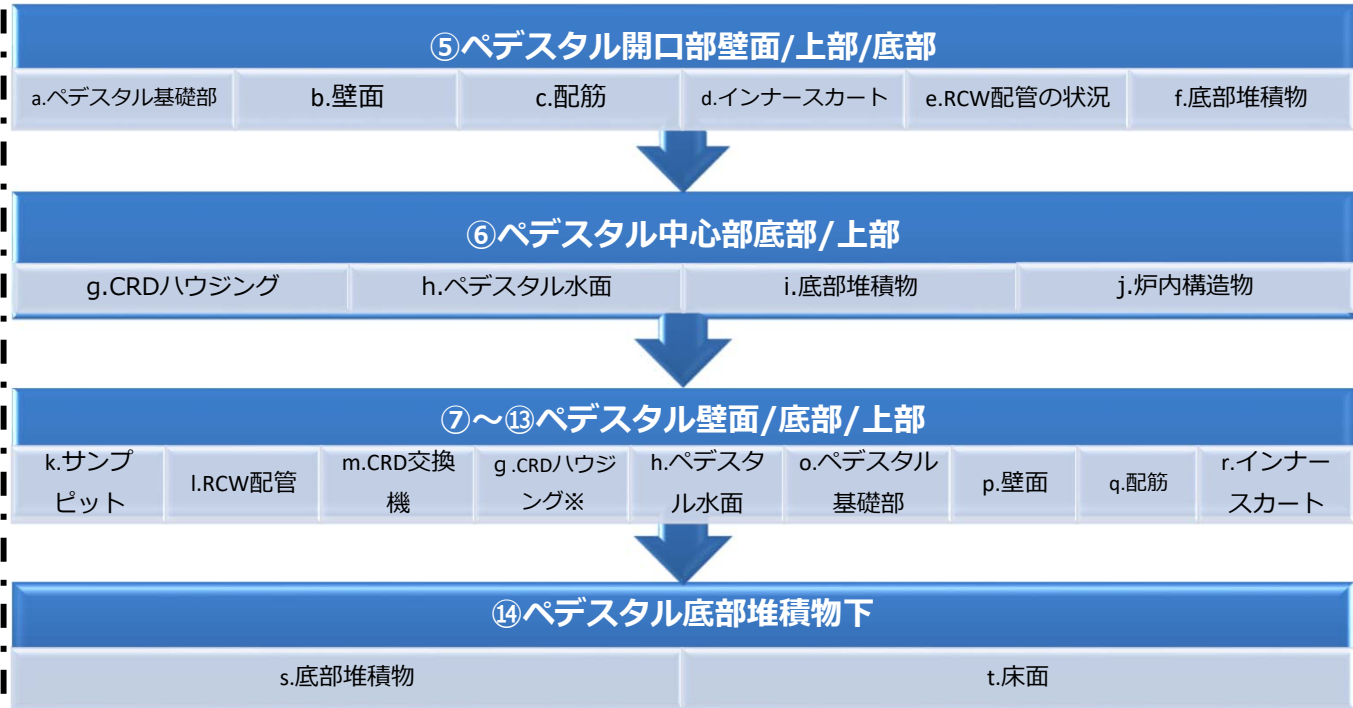 ⑤ペデスタル開口部壁面/上部/底部
a.ペデスタル基礎部 b.壁面 c.配筋 d.インナースカート e.RCW配管の状況 f.底部堆積物
⑥ペデスタル中心部底部/上部
g.CRDハウジング h.ペデスタル水面 i.底部堆積物 j.炉内構造物
⑦～⑬ペデスタル壁面/底部/上部
k.サンプ
ピット
l.RCW配管
m.CRD交換
機
g .CRDハウジ
ング※
h.ペデスタ
ル水面
o.ペデスタル
基礎部
p.壁面
q.配筋
r.インナー
スカート
⑭ペデスタル底部堆積物下
s.底部堆積物 t.床面